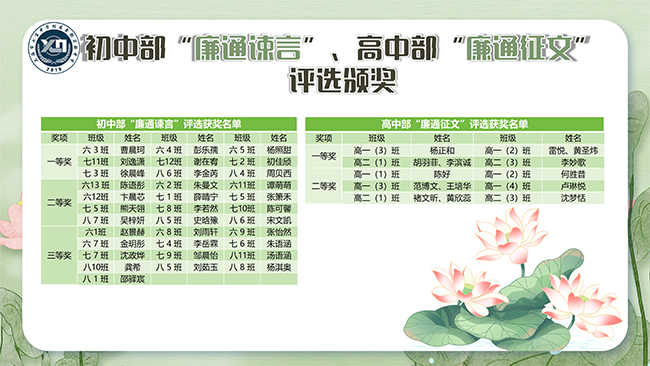 初中部“廉通谏言”、高中部“廉通征文”
评选颁奖
初中部“廉通谏言”评选获奖名单
奖项 班级 姓名 班级 姓名 班级 姓名
一等奖
六 3 班 曹晨珂 六 4 班 彭乐孺 六 5 班 杨照甜
七11班 刘逸潇 七12班 谢在宥 七 2 班 初佳颀
七 3 班 徐晨峰 八 6 班 李金芮 八 4 班 周贝西
二等奖
六13 班 陈语彤 六 2 班 朱曼文 六11班 谭萌萌
六12班 卞晨芯 七 1 班 薛晴宁 七 5 班 张箫禾
七 5 班 熊天翎 七 8 班 李若然 七10班 陈可馨
八 7 班 吴梓妍 八 5 班 史晗豫 八 6 班 宋文凯
三等奖
六1班 赵景赫 六 8 班 刘雨轩 六 9 班 张怡然
六 7 班 金玥彤 七 4 班 李岳霖 七 6 班 朱语涵
七 7 班 沈政烨 七 9 班 邹晨怡 八11班 汤语涵
八10班 龚希 八 5 班 刘茹玉 八 8 班 杨淇奥
八 1 班 邵驿宸
高中部“廉通征文”评选获奖名单
奖项 班级 姓名 班级 姓名
一等奖
高一（3）班 杨正和 高一（2）班 雷悦、黄圣炜
高二（1）班 胡羽菲、李滨诚 高二（3）班 李妙歌
二等奖
高一（1）班 陈好 高一（2）班 何胜昔
高一（3）班 范博文、王培华 高一（4）班 卢琳悦
高二（1）班 褚文昕、黄欣蕊 高二（3）班 沈梦恬
2018